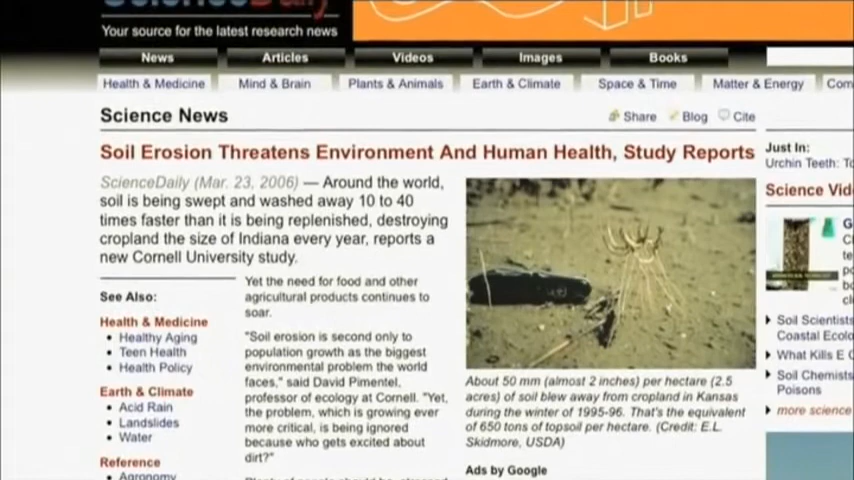 ScienceDaily
Your source for the latest research news
News Articles Videos Images Books
Health & Medicine Mind & Brain Plants & Animals Earth & Climate Space & Time Matter & Energy
Science News
Share Blog Cite
Soil Erosion Threatens Environment And Human Health, Study Reports
ScienceDaily (Mar. 23, 2006) — Around the world,
soil is being swept and washed away 10 to 40
times faster than it is being replenished, destroying
cropland the size of Indiana every year, reports a
new Cornell University study.
See Also:
Health & Medicine
• Healthy Aging
• Teen Health
• Health Policy
Earth & Climate
• Acid Rain
• Landslides
• Water
Reference
• Agronomy
Yet the need for food and other
agricultural products continues to
soar.
"Soil erosion is second only to
population growth as the biggest
environmental problem the world
faces," said David Pimentel,
professor of ecology at Cornell. "Yet,
the problem, which is growing ever
more critical, is being ignored
because who gets excited about
dirt?"
About 50 mm (almost 2 inches) per hectare (2.5
acres) of soil blew away from cropland in Kansas
during the winter of 1995-96. That's the equivalent
of 650 tons of topsoil per hectare. (Credit: E.L.
Skidmore, USDA)
Ads by Google
Just In:
Urchin Teeth:
Science
Soil Scientists
Coastal
What Kills E
Soil Chemists
Poisons
more science